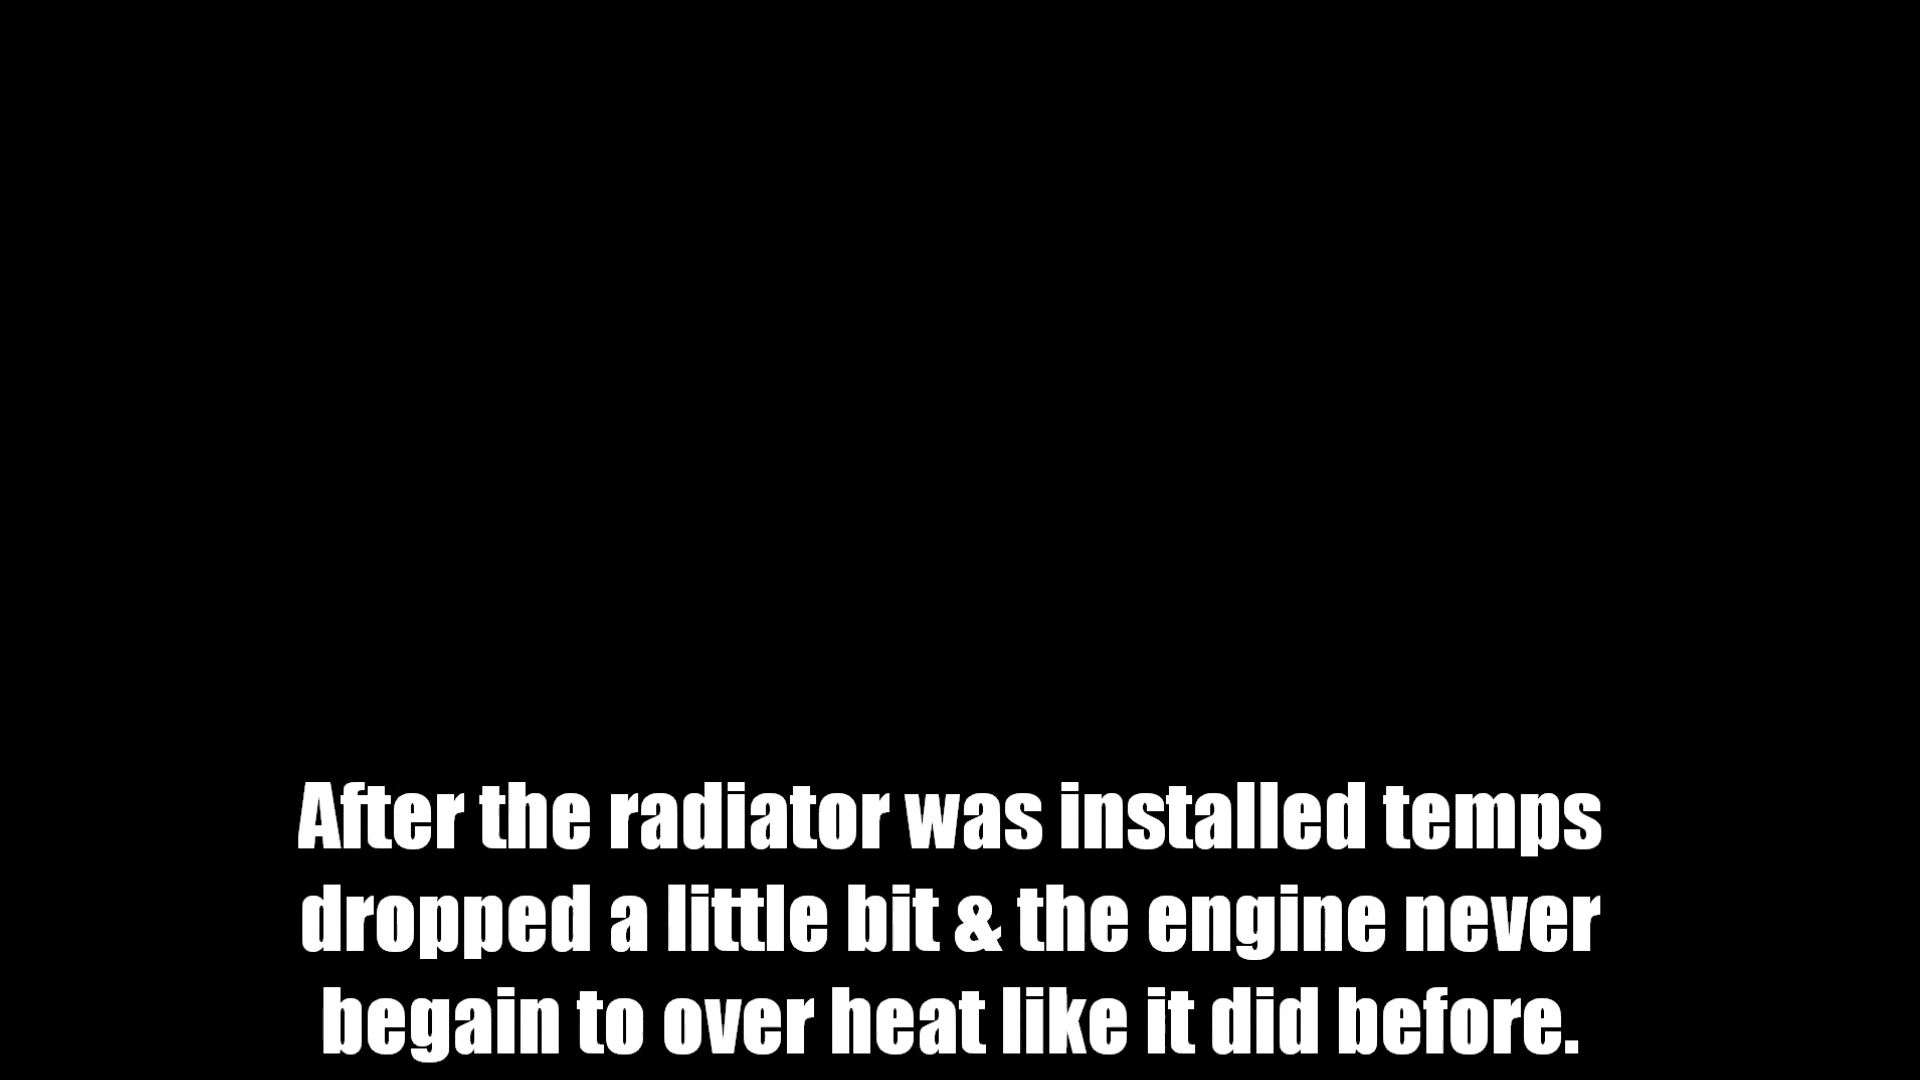 After the radiator was installed temps
dropped a little bit & the engine never
begain to over heat like it did before.